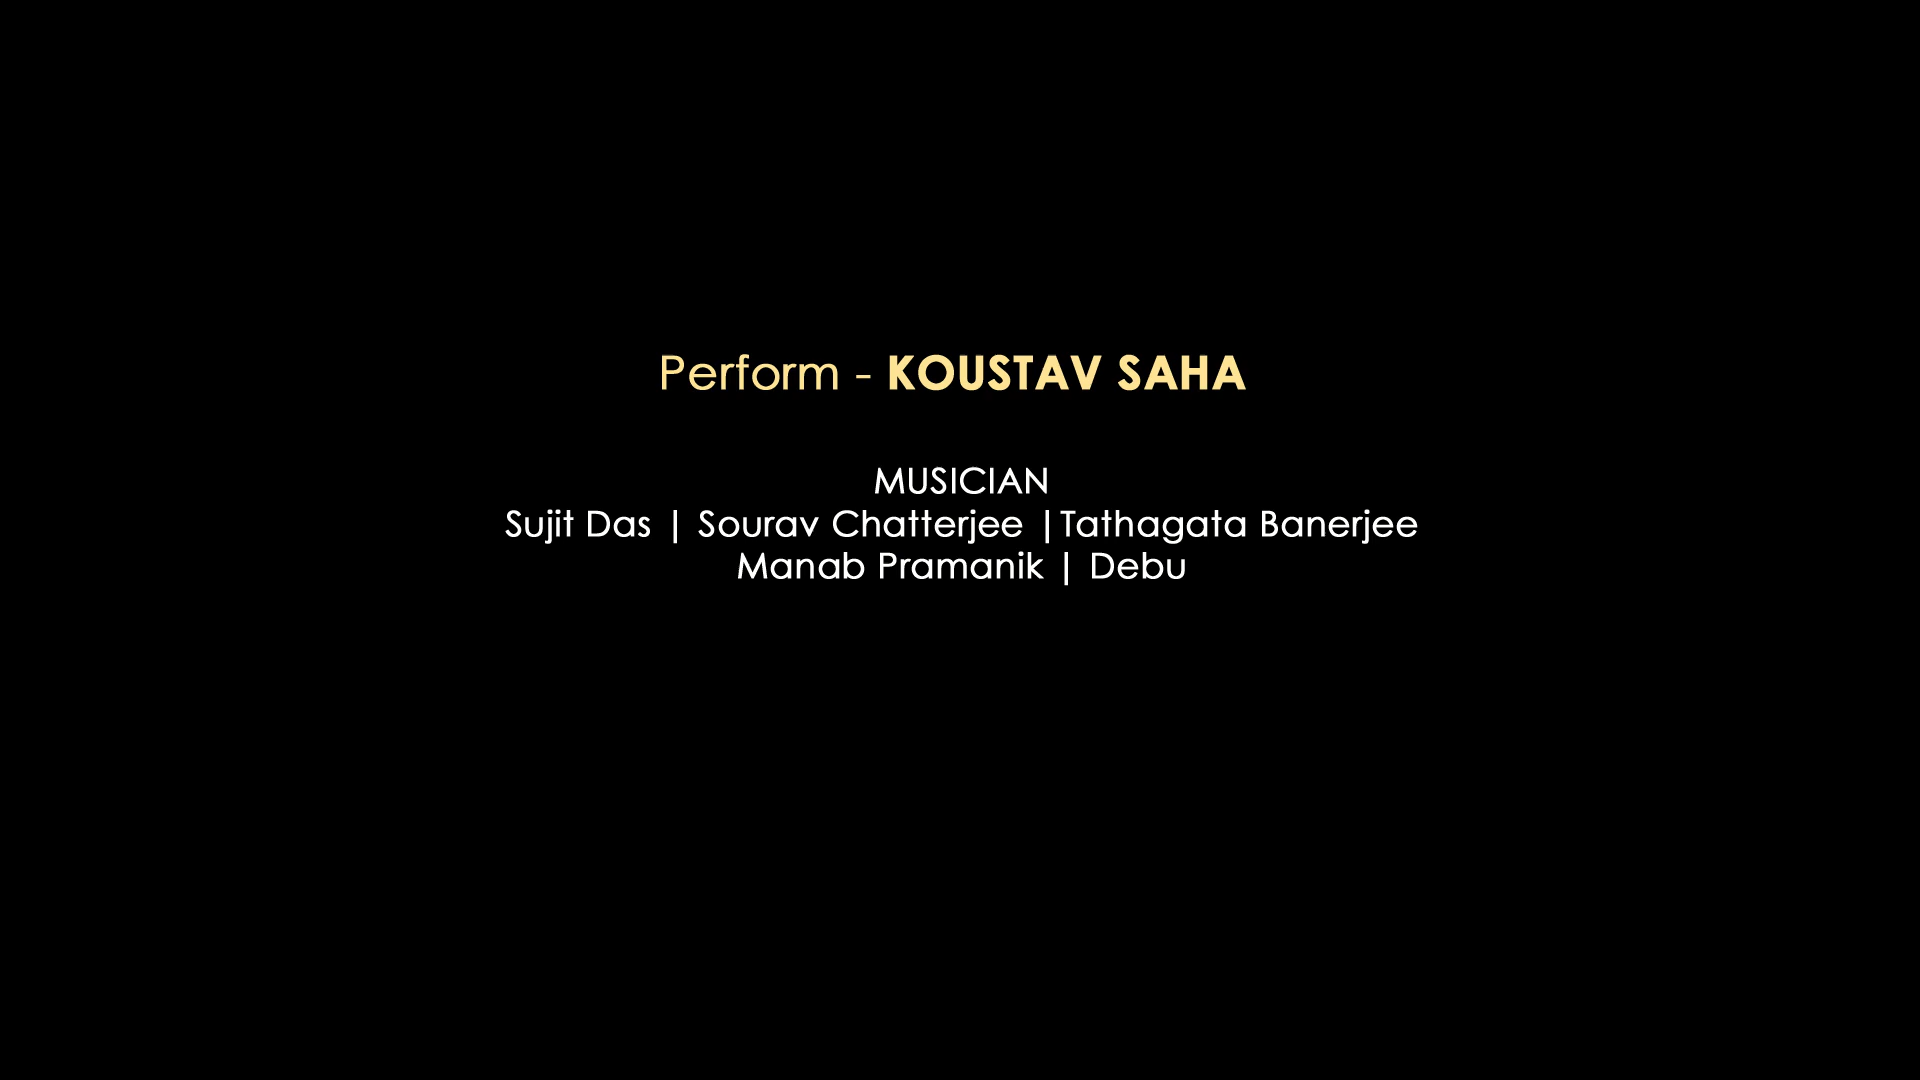 Perform - KOUSTAV SAHA
MUSICIAN
Sujit Das | Sourav Chatterjee |Tathagata Banerjee
Manab Pramanik | Debu